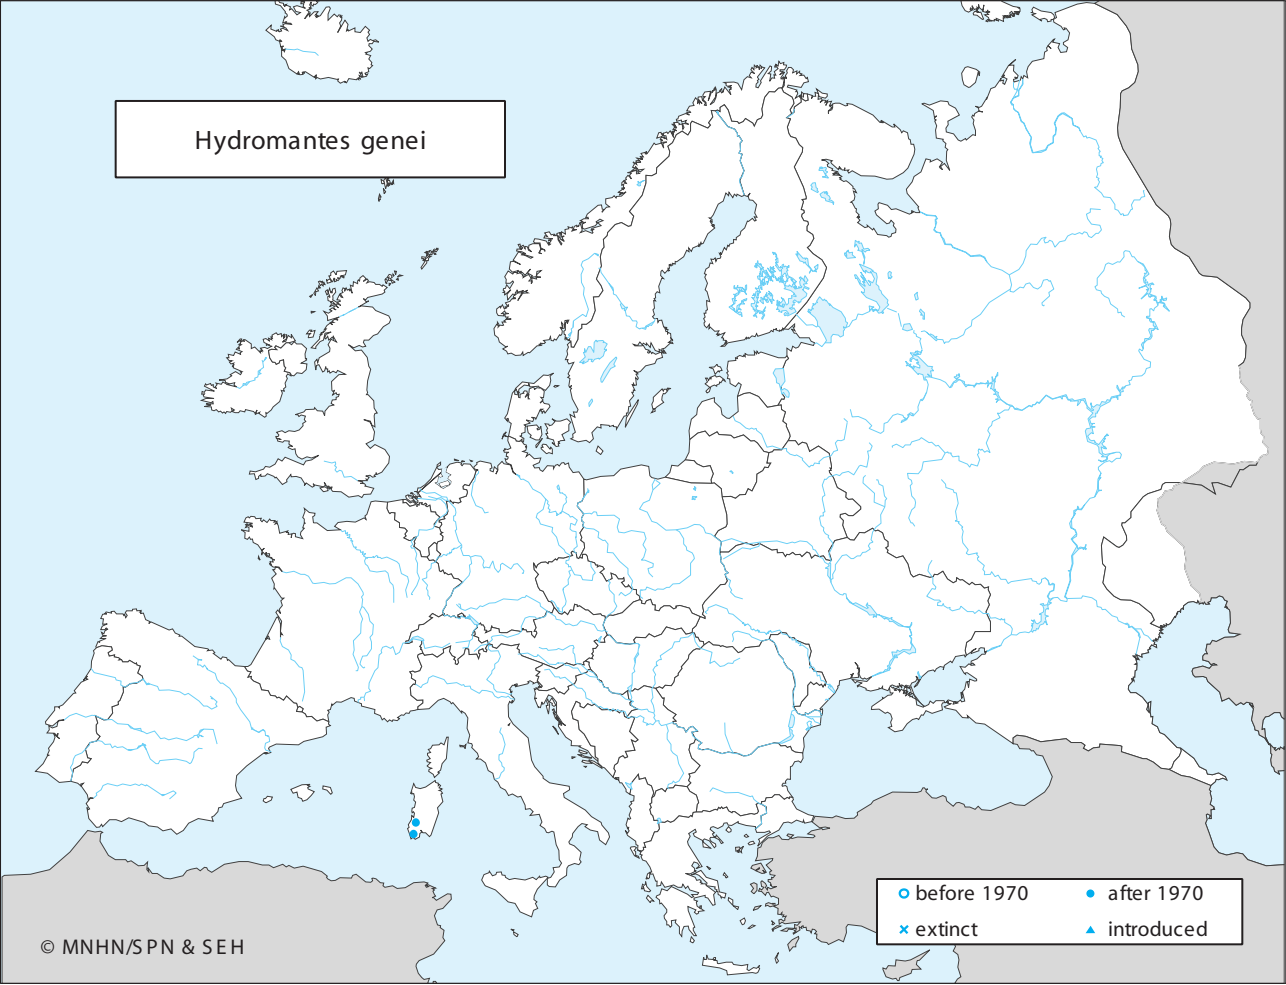 Hydromantes genei
before 1970
after 1970
extinct
introduced
© MNHN/SPN & SEH